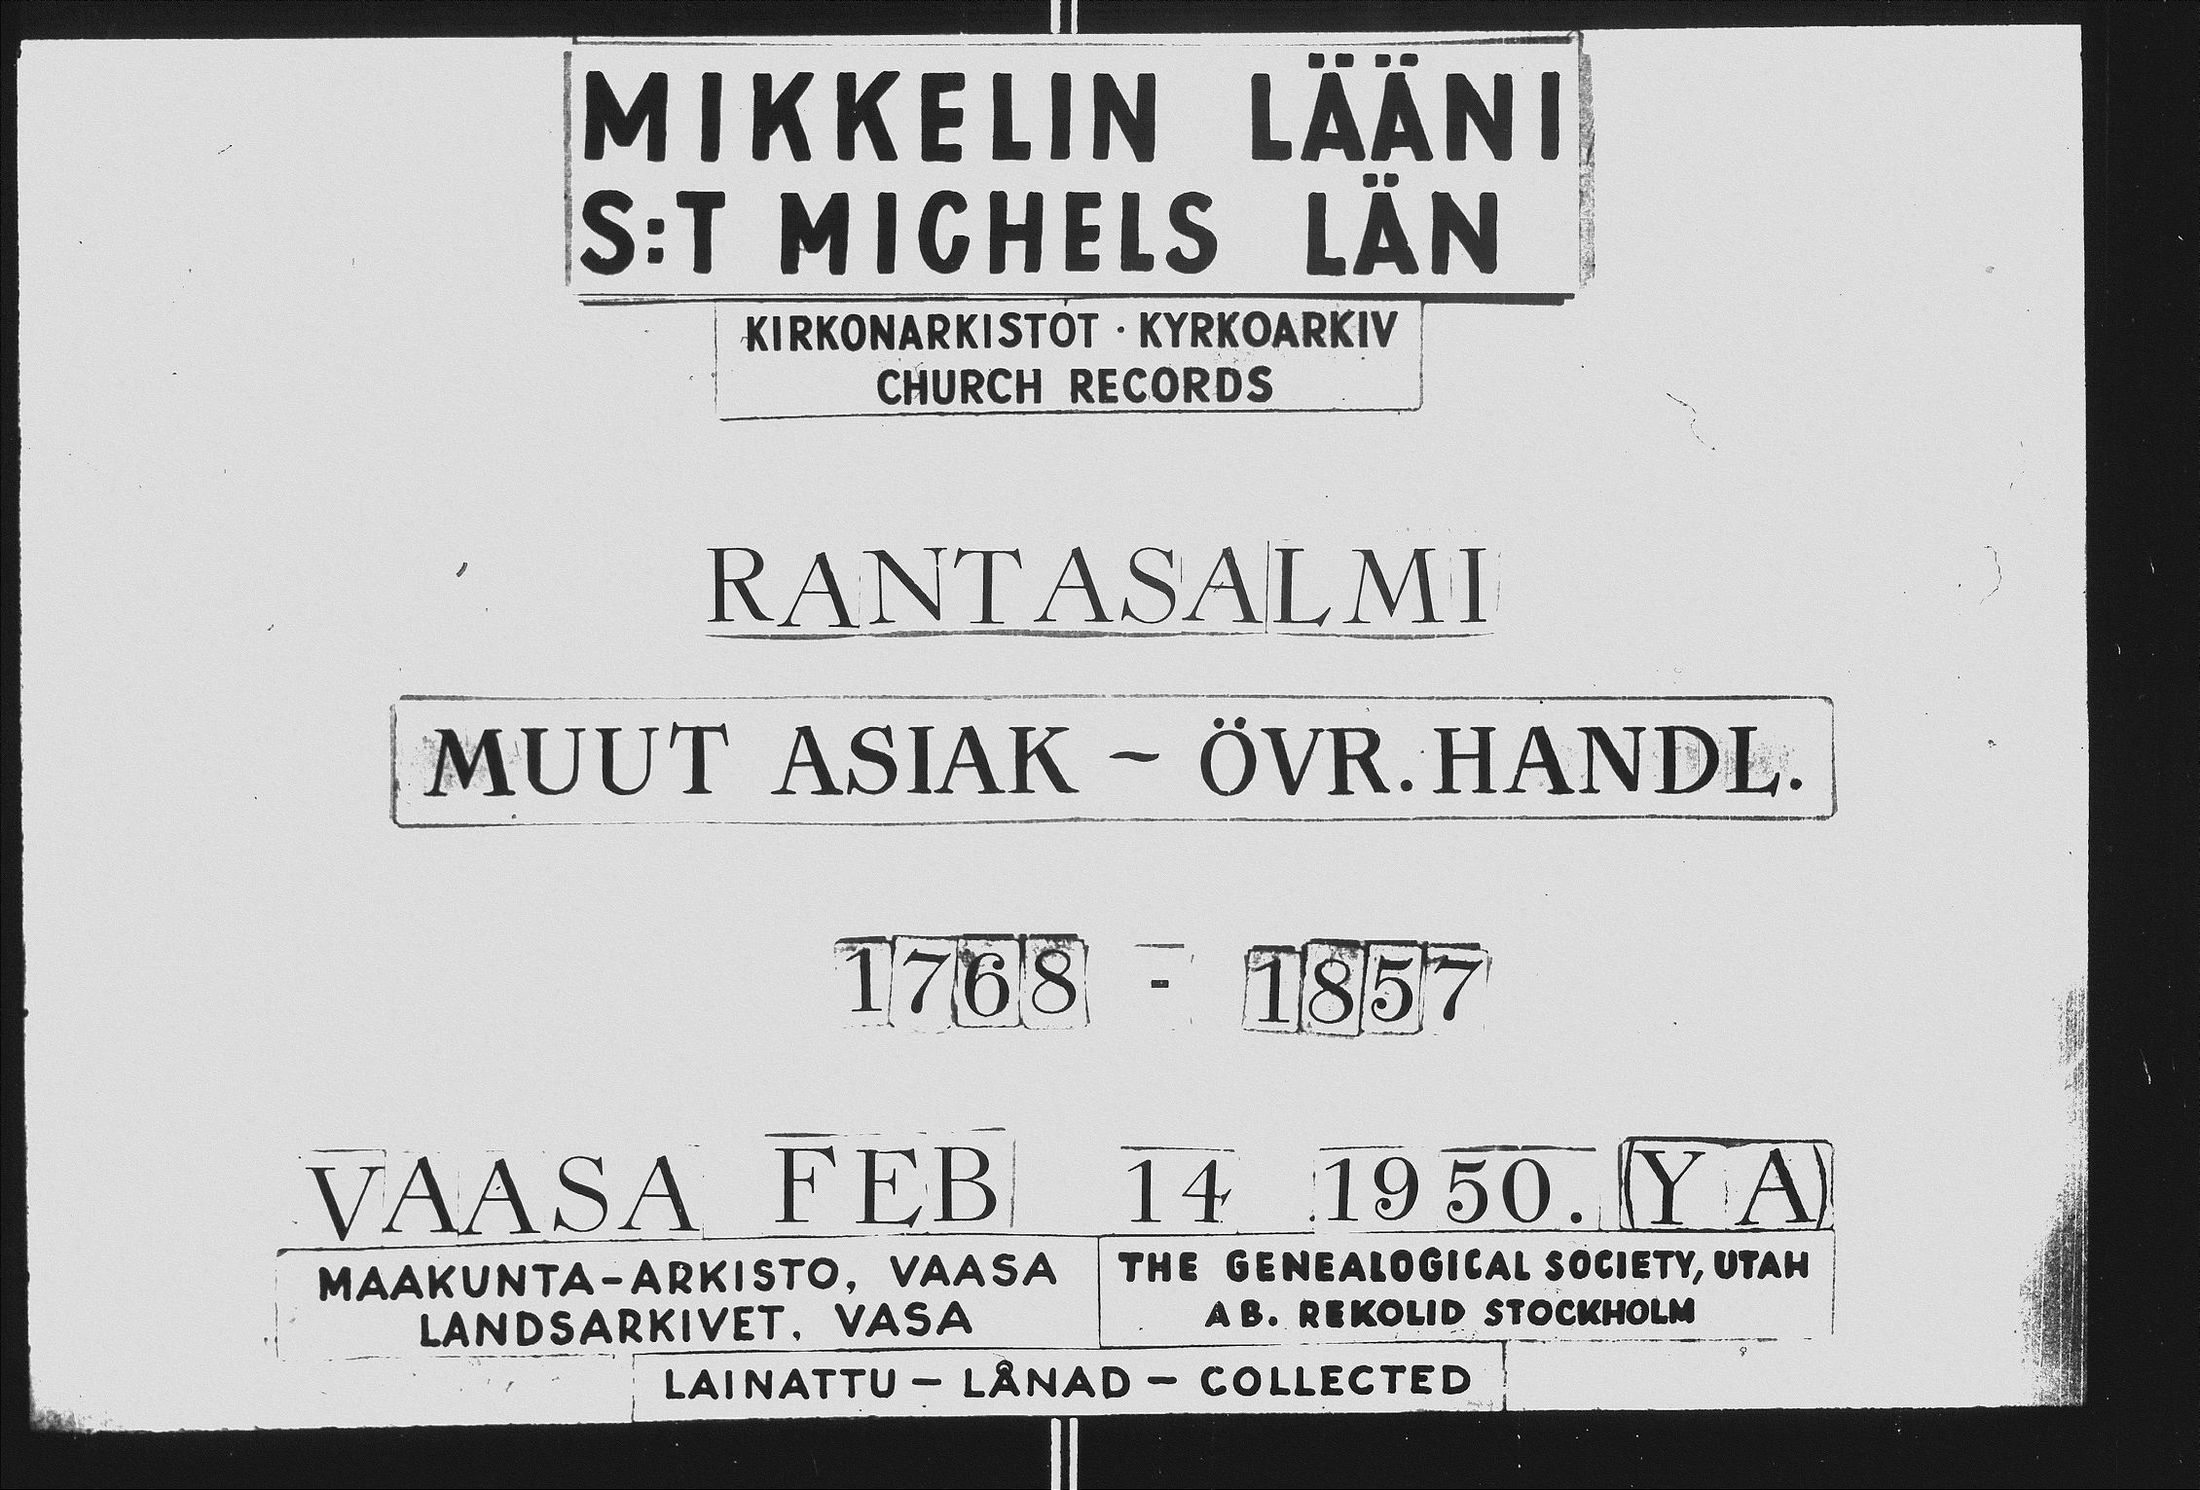 MIKKELIN LÄÄNI
S:T MICHELS LÄN
KIRKONARKISTOT · KYRKOARKIV
CHURCH RECORDS
RANTASALMI
MUUT ASIAK ~ ÖVR. HANDL.
1768 - 1857
VAASA FEB 14 1950. (Y A)
MAAKUNTA-ARKISTO, VAASA
LANDSARKIVET, VASA
THE GENEALOGICAL SOCIETY, UTAH
AB. REKOLID STOCKHOLM
LAINATTU – LÅNAD – COLLECTED